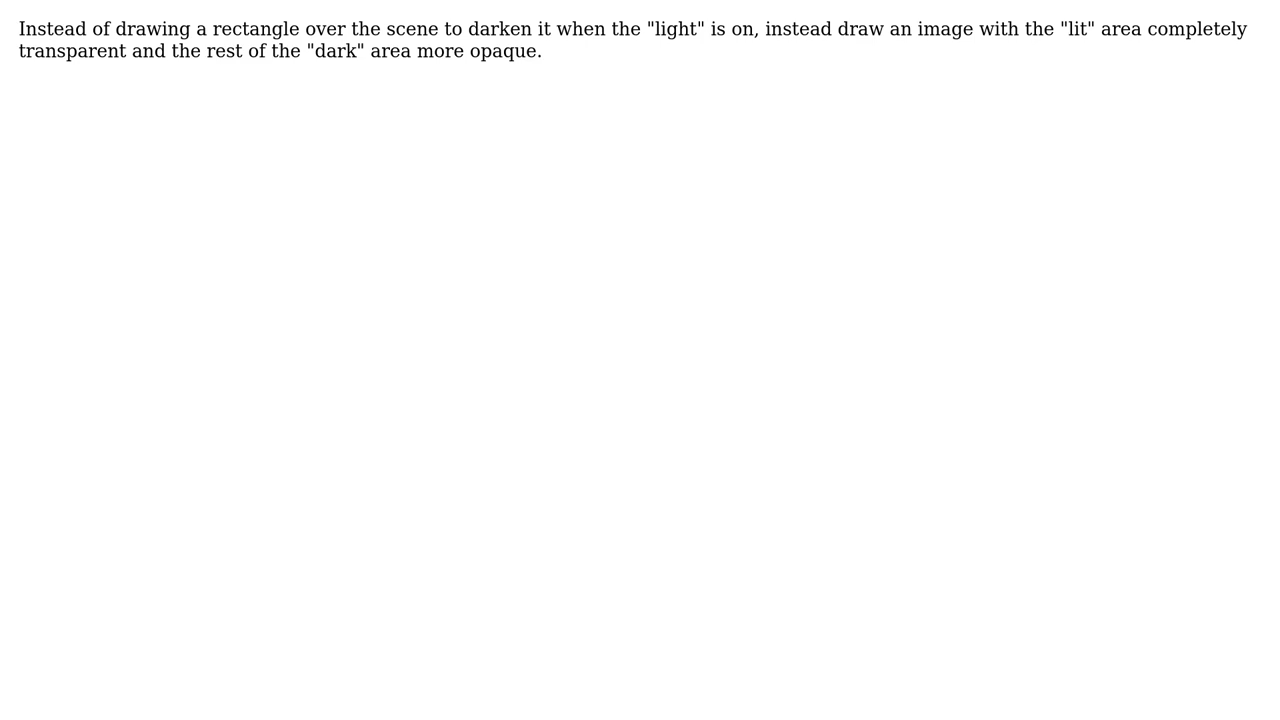 Instead of drawing a rectangle over the scene to darken it when the "light" is on, instead draw an image with the "lit" area completely
transparent and the rest of the "dark" area more opaque.